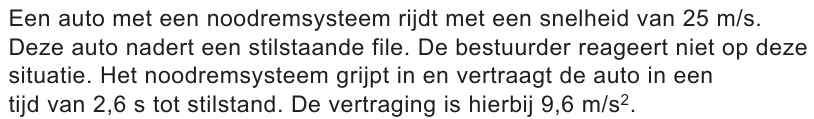 Een auto met een noodremsysteem rijdt met een snelheid van 25 m/s.
Deze auto nadert een stilstaande file. De bestuurder reageert niet op deze
situatie. Het noodremsysteem grijpt in en vertraagt de auto in een
tijd van 2,6 s tot stilstand. De vertraging is hierbij 9,6 m/s².